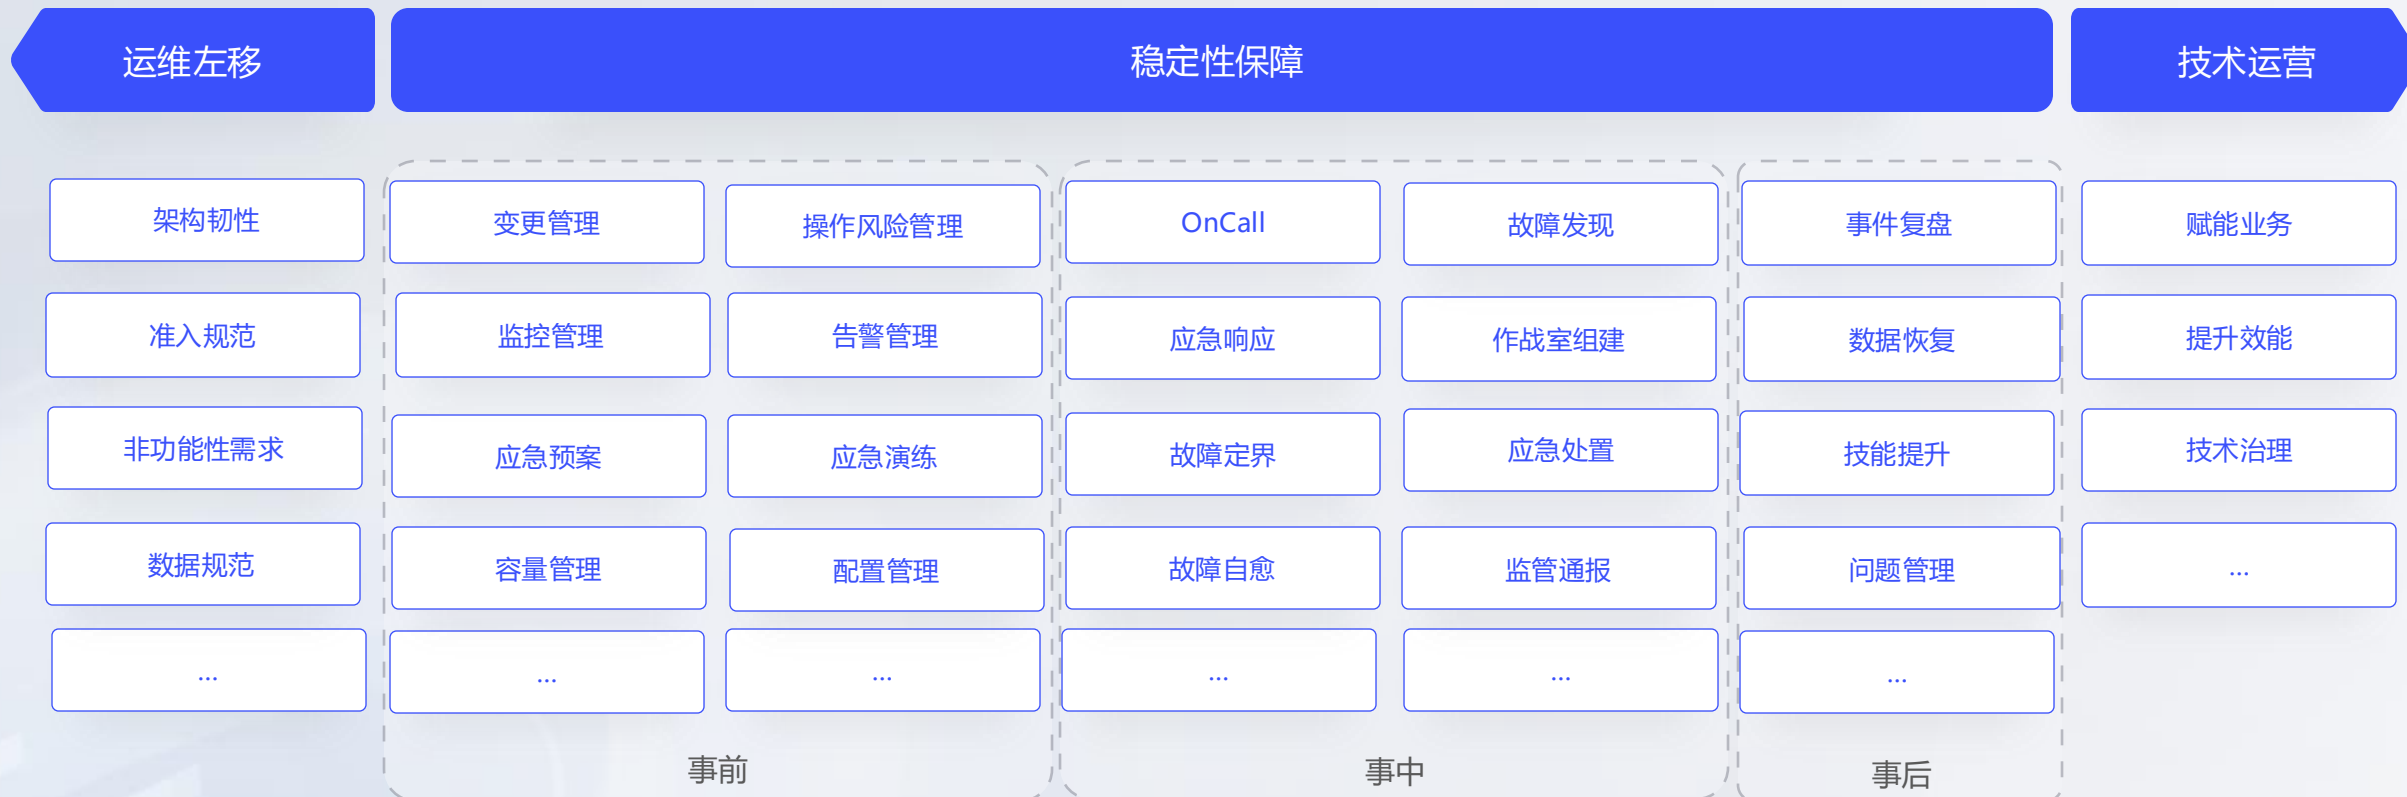 运维左移
稳定性保障
技术运营
架构韧性
变更管理
操作风险管理
OnCall
故障发现
事件复盘
赋能业务
准入规范
监控管理
告警管理
应急响应
作战室组建
数据恢复
提升效能
非功能性需求
应急预案
应急演练
故障定界
应急处置
技能提升
技术治理
数据规范
容量管理
配置管理
故障自愈
监管通报
问题管理
...
...
...
...
...
...
...
事前
事中
事后